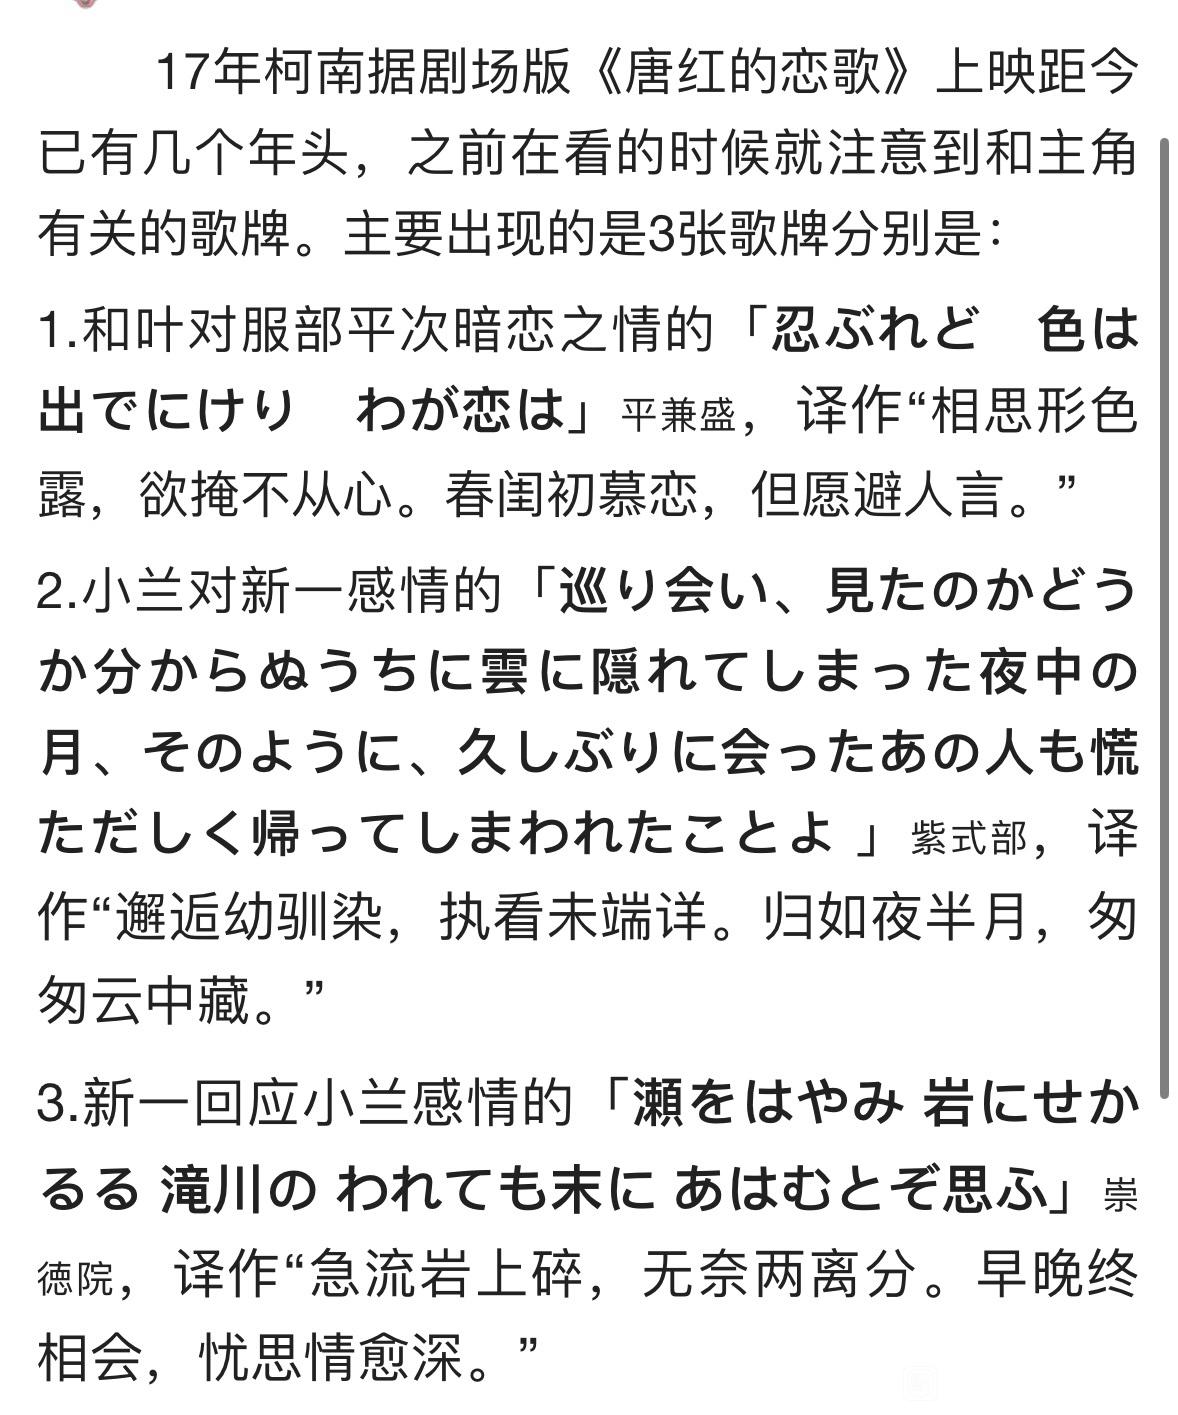 17年柯南据剧场版《唐红的恋歌》上映距今
已有几个年头，之前在看的时候就注意到和主角
有关的歌牌。主要出现的是3张歌牌分别是：
1.和叶对服部平次暗恋之情的「忍ぶれど　色は
出でにけり　わが恋は」平兼盛，译作“相思形色
露，欲掩不从心。春闺初慕恋，但愿避人言。”
2.小兰对新一感情的「巡り会い、見たのかどう
か分からぬうちに雲に隠れてしまった夜中の
月、そのように、久しぶりに会ったあの人も慌
ただしく帰ってしまわれたことよ 」紫式部，译
作“邂逅幼驯染，执看未端详。归如夜半月，匆
匆云中藏。”
3.新一回应小兰感情的「瀬をはやみ 岩にせか
るる 滝川の われても末に あはむとぞ思ふ」崇
徳院，译作“急流岩上碎，无奈两离分。早晚终
相会，忧思情愈深。”